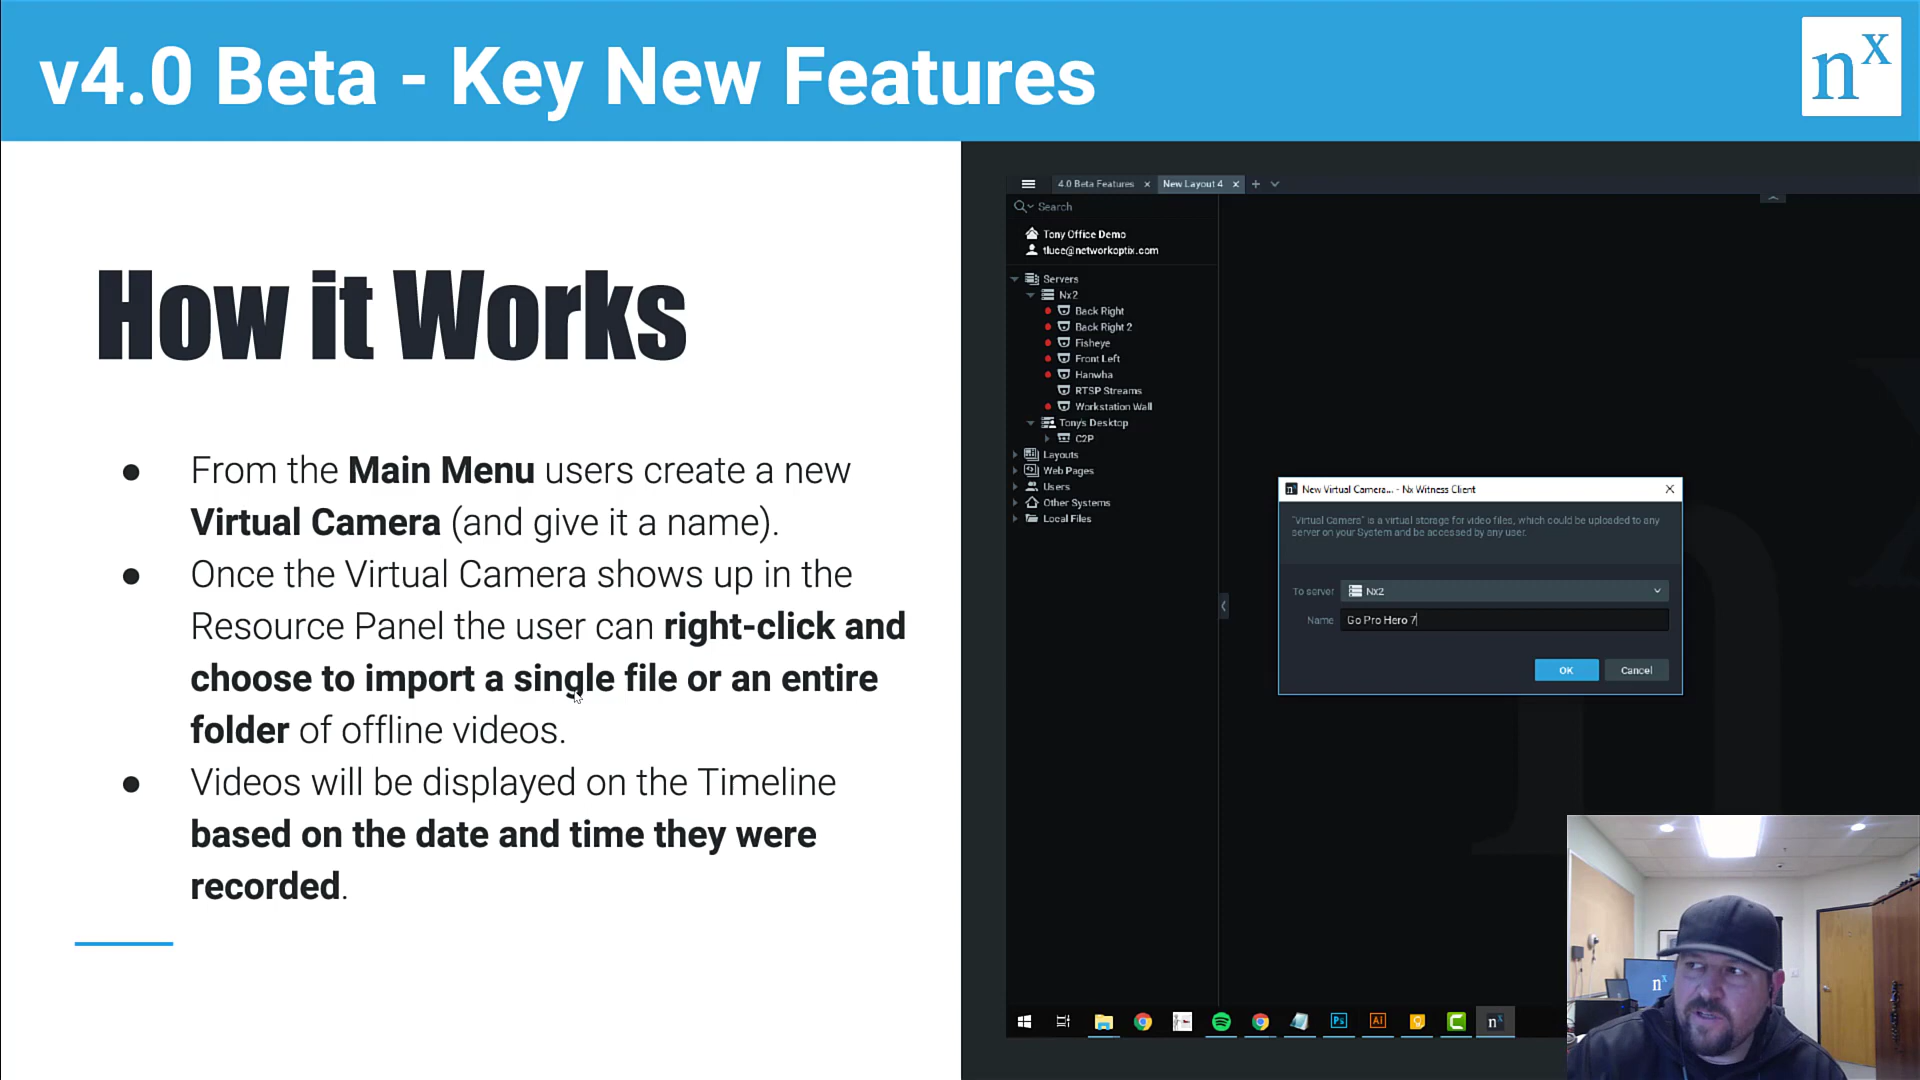 v4.0 Beta - Key New Features
nx
How it Works
● From the Main Menu users create a new
Virtual Camera (and give it a name).
● Once the Virtual Camera shows up in the
Resource Panel the user can right-click and
choose to import a single file or an entire
folder of offline videos.
● Videos will be displayed on the Timeline
based on the date and time they were
recorded.
4.0 Beta Features
New Layout 4
Search
Tony Office Demo
tluce@networkoptix.com
Servers
Nx2
Back Right
Back Right 2
Fisheye
Front Left
Hanwha
RTSP Streams
Workstation Wall
Tony's Desktop
C2P
Layouts
Web Pages
Users
Other Systems
Local Files
New Virtual Camera... - Nx Witness Client
"Virtual Camera" is a virtual storage for video files, which could be uploaded to any
server on your System and be accessed by any user.
To server Nx2
Name Go Pro Hero 7
OK Cancel
Ps
Ai
nx
nx